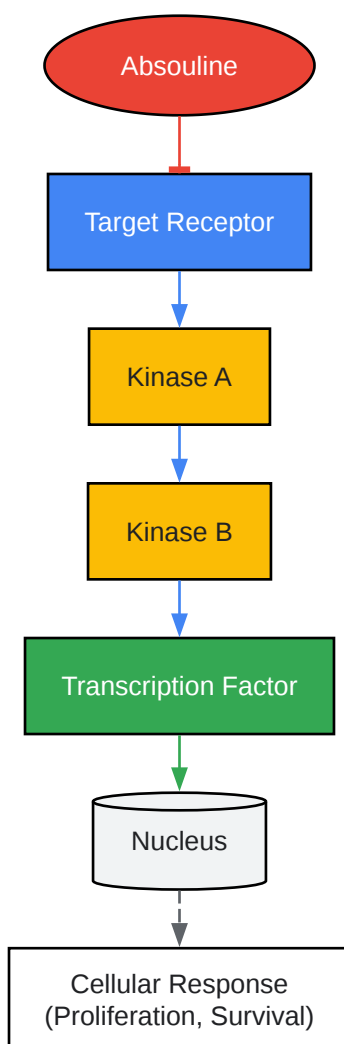 Absouline
Target Receptor
Kinase A
Kinase B
Transcription Factor
Nucleus
Cellular Response
(Proliferation, Survival)